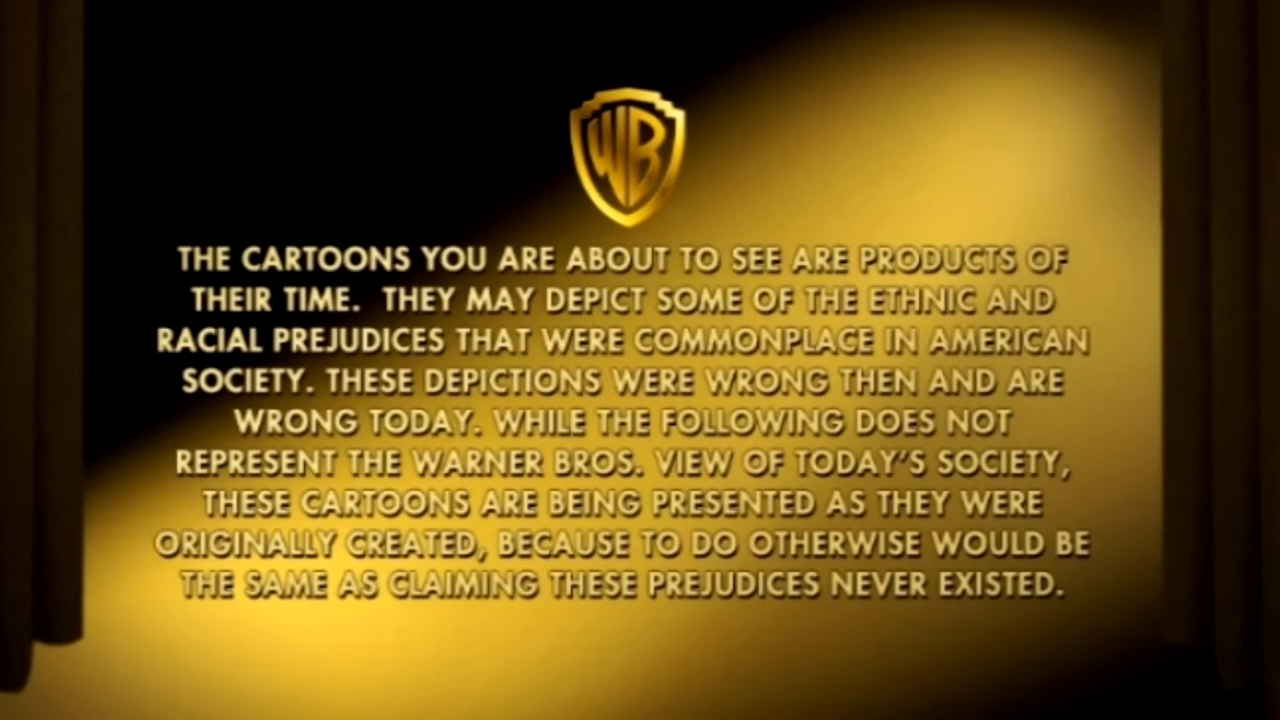 WB
THE CARTOONS YOU ARE ABOUT TO SEE ARE PRODUCTS OF
THEIR TIME. THEY MAY DEPICT SOME OF THE ETHNIC AND
RACIAL PREJUDICES THAT WERE COMMONPLACE IN AMERICAN
SOCIETY. THESE DEPICTIONS WERE WRONG THEN AND ARE
WRONG TODAY. WHILE THE FOLLOWING DOES NOT
REPRESENT THE WARNER BROS. VIEW OF TODAY'S SOCIETY,
THESE CARTOONS ARE BEING PRESENTED AS THEY WERE
ORIGINALLY CREATED, BECAUSE TO DO OTHERWISE WOULD BE
THE SAME AS CLAIMING THESE PREJUDICES NEVER EXISTED.